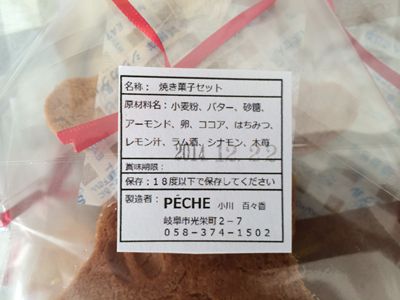 名称： 焼き菓子セット
原材料名：小麦粉、バター、砂糖、
アーモンド、卵、ココア、はちみつ、
レモン汁、ラム酒、シナモン、木苺
2014.12.22
賞味期限：
保存：１８度以下で保存してください
製造者：PÊCHE 小川 百々香
岐阜市光栄町２－７
０５８－３７４－１５０２